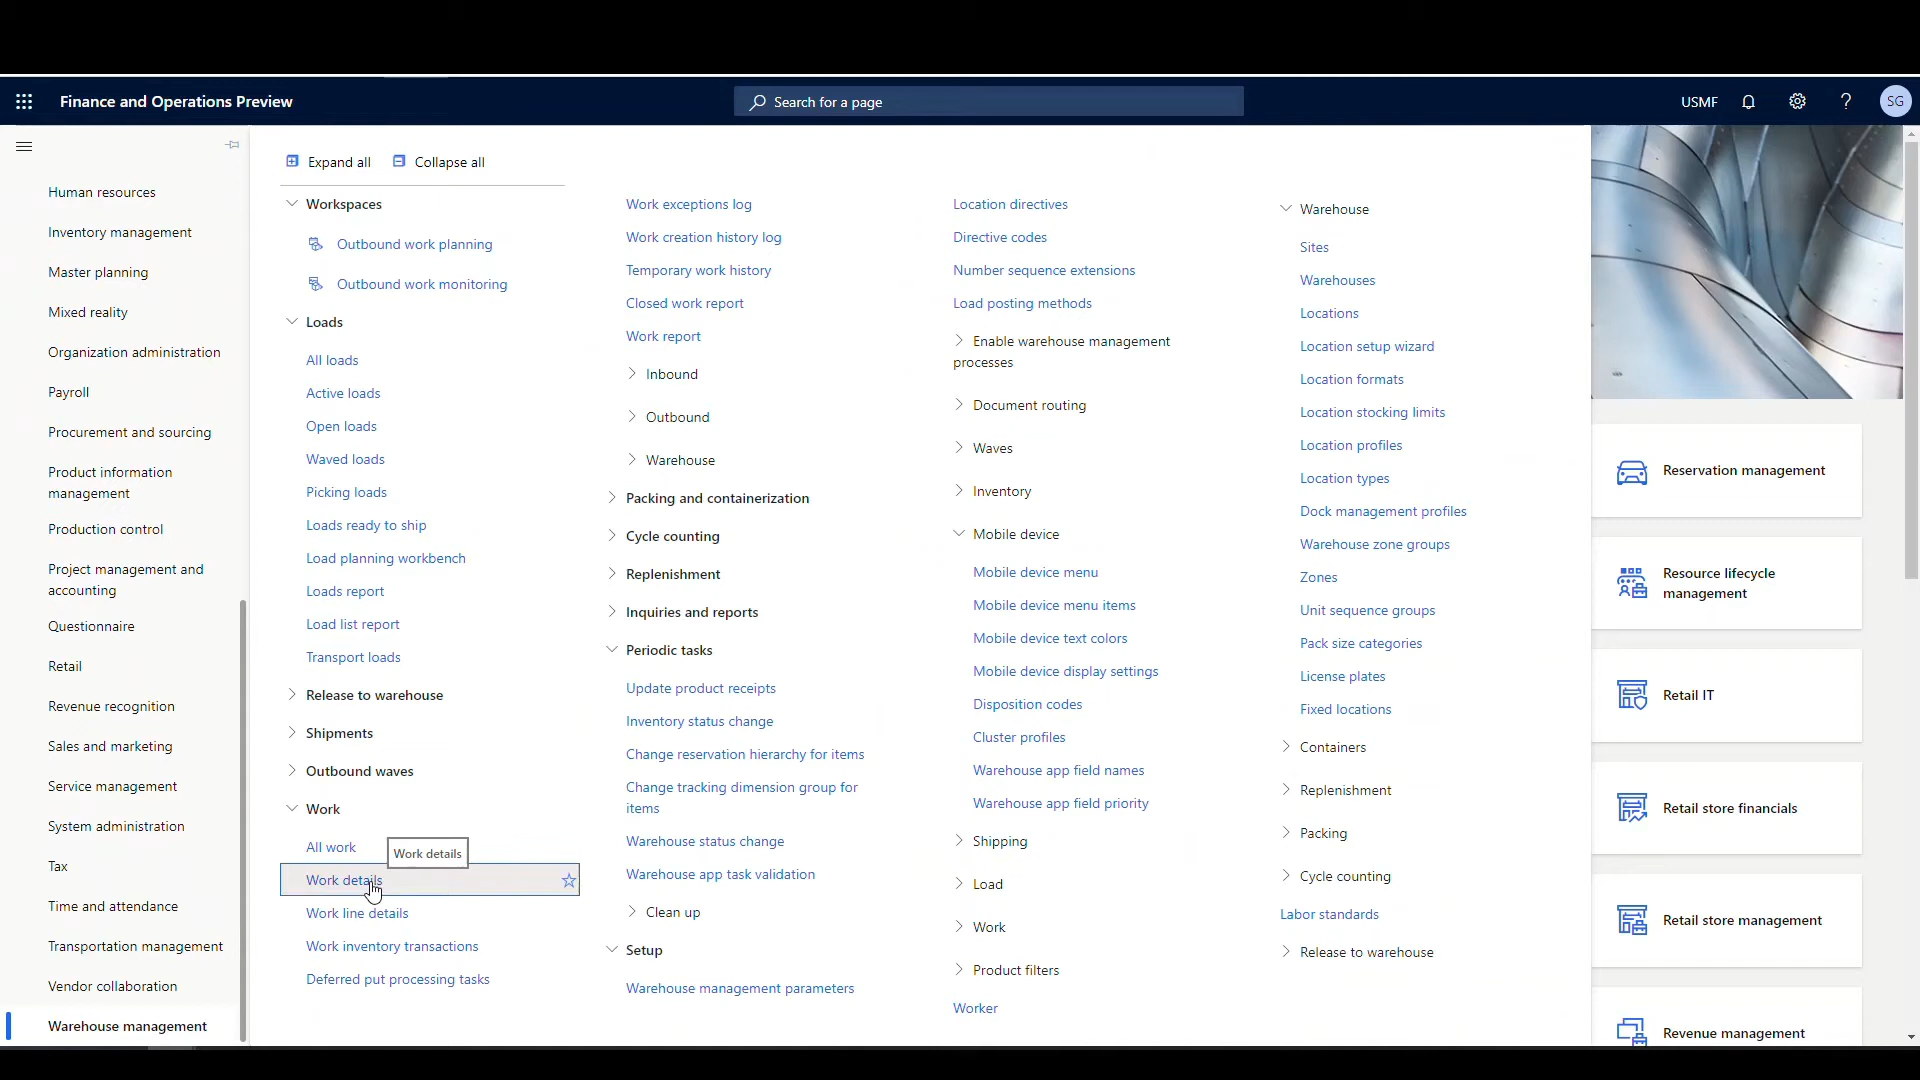 Finance and Operations Preview
Search for a page
USMF
SG
Human resources
Inventory management
Master planning
Mixed reality
Organization administration
Payroll
Procurement and sourcing
Product information
management
Production control
Project management and
accounting
Questionnaire
Retail
Revenue recognition
Sales and marketing
Service management
System administration
Tax
Time and attendance
Transportation management
Vendor collaboration
Warehouse management
Expand all
Collapse all
Workspaces
Outbound work planning
Outbound work monitoring
Loads
All loads
Active loads
Open loads
Waved loads
Picking loads
Loads ready to ship
Load planning workbench
Loads report
Load list report
Transport loads
Release to warehouse
Shipments
Outbound waves
Work
All work
Work details
Work details
Work line details
Work inventory transactions
Deferred put processing tasks
Work exceptions log
Work creation history log
Temporary work history
Closed work report
Work report
Inbound
Outbound
Warehouse
Packing and containerization
Cycle counting
Replenishment
Inquiries and reports
Periodic tasks
Update product receipts
Inventory status change
Change reservation hierarchy for items
Change tracking dimension group for
items
Warehouse status change
Warehouse app task validation
Clean up
Setup
Warehouse management parameters
Location directives
Directive codes
Number sequence extensions
Load posting methods
Enable warehouse management
processes
Document routing
Waves
Inventory
Mobile device
Mobile device menu
Mobile device menu items
Mobile device text colors
Mobile device display settings
Disposition codes
Cluster profiles
Warehouse app field names
Warehouse app field priority
Shipping
Load
Work
Product filters
Worker
Warehouse
Sites
Warehouses
Locations
Location setup wizard
Location formats
Location stocking limits
Location profiles
Location types
Dock management profiles
Warehouse zone groups
Zones
Unit sequence groups
Pack size categories
License plates
Fixed locations
Containers
Replenishment
Packing
Cycle counting
Labor standards
Release to warehouse
Reservation management
Resource lifecycle
management
Retail IT
Retail store financials
Retail store management
Revenue management